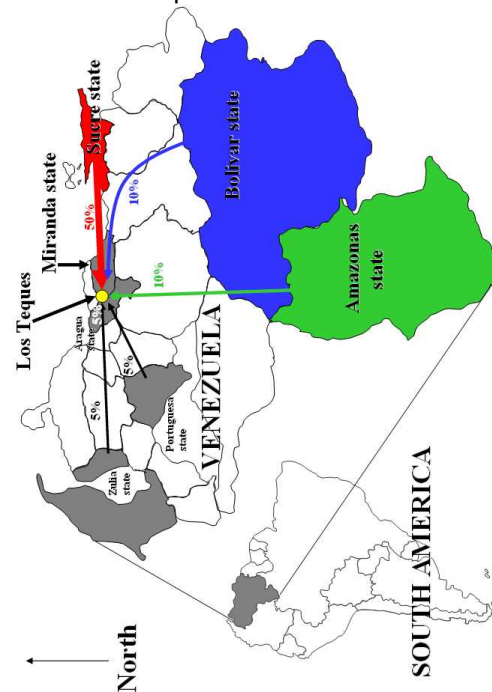 North
Los Teques
Miranda state
Sucre state
50%
10%
Bolivar state
10%
Amazonas
state
5%
Aragua
state
5%
5%
Portuguesa
state
Zulia
state
VENEZUELA
SOUTH AMERICA